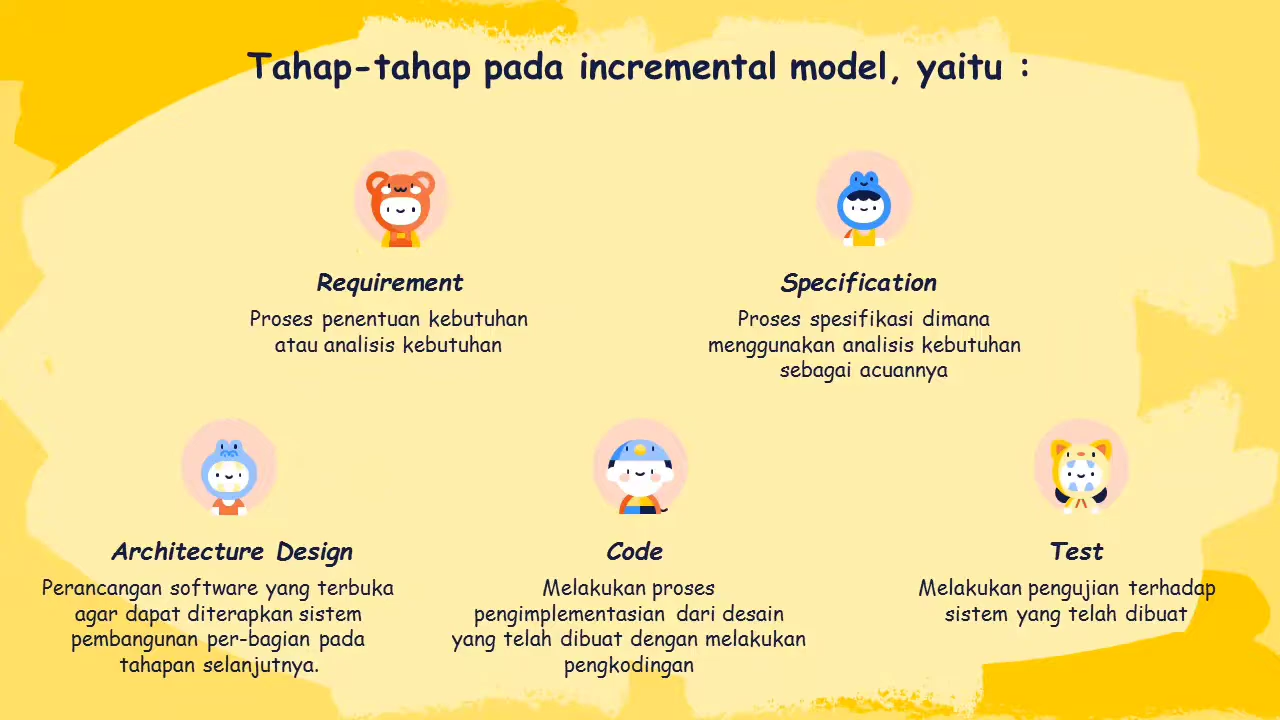 Tahap-tahap pada incremental model, yaitu :
Requirement
Proses penentuan kebutuhan
atau analisis kebutuhan
Specification
Proses spesifikasi dimana
menggunakan analisis kebutuhan
sebagai acuannya
Architecture Design
Perancangan software yang terbuka
agar dapat diterapkan sistem
pembangunan per-bagian pada
tahapan selanjutnya.
Code
Melakukan proses
pengimplementasian dari desain
yang telah dibuat dengan melakukan
pengkodingan
Test
Melakukan pengujian terhadap
sistem yang telah dibuat